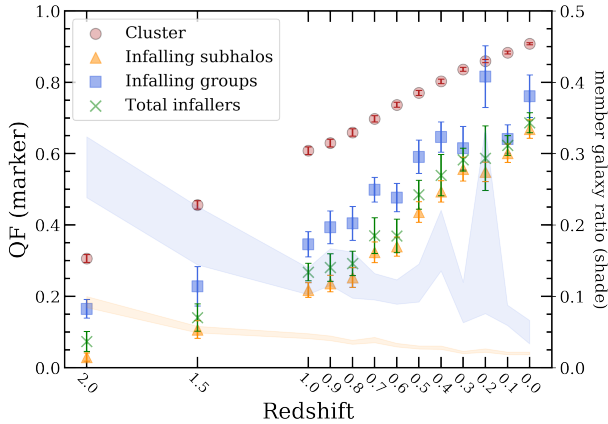 Cluster
Infalling subhalos
Infalling groups
Total infallers
QF (marker)
1.0
0.8
0.6
0.4
0.2
0.0
member galaxy ratio (shade)
0.5
0.4
0.3
0.2
0.1
0.0
2.0 1.5 1.0 0.9 0.8 0.7 0.6 0.5 0.4 0.3 0.2 0.1 0.0
Redshift